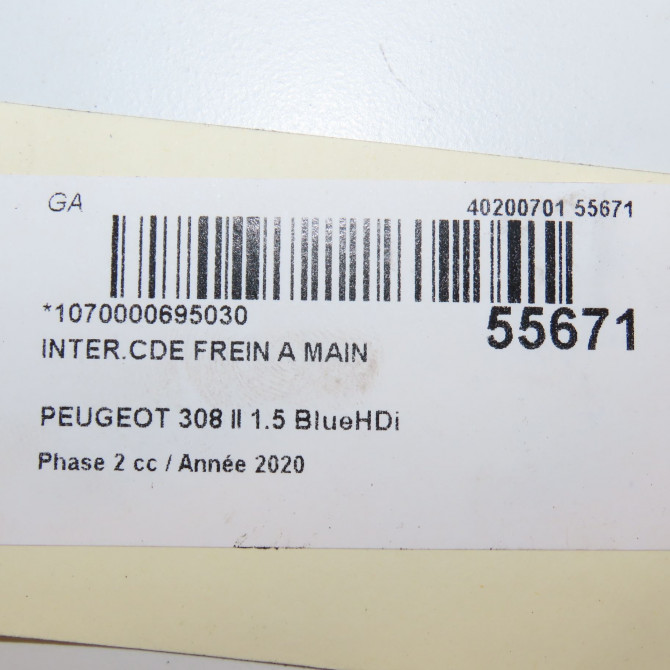 GA 40200701 55671
*1070000695030 55671
INTER.CDE FREIN A MAIN
PEUGEOT 308 II 1.5 BlueHDi
Phase 2 cc / Année 2020